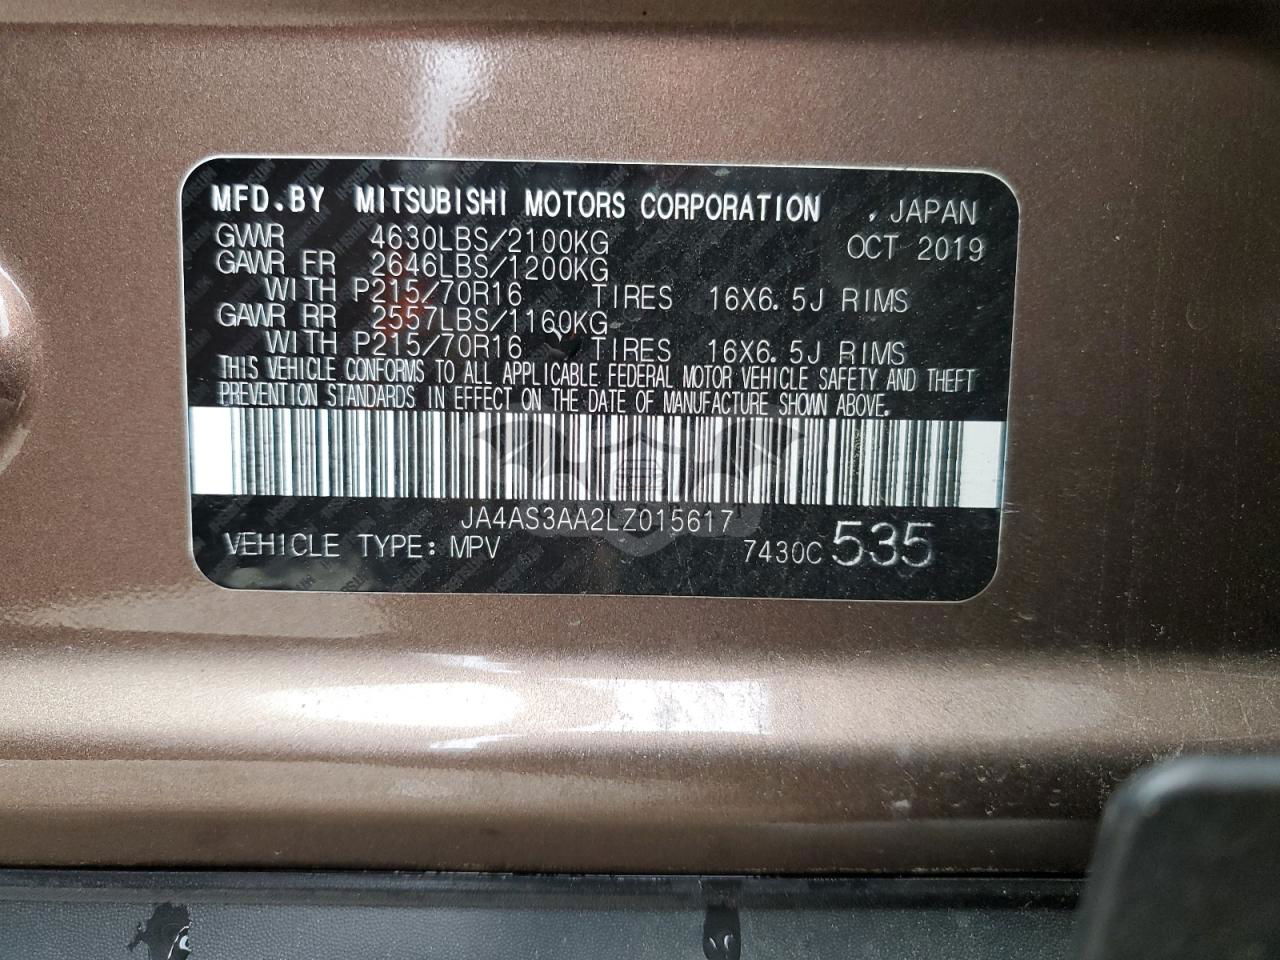 MFD.BY MITSUBISHI MOTORS CORPORATION , JAPAN
GVWR 4630LBS/2100KG OCT 2019
GAWR FR 2646LBS/1200KG
WITH P215/70R16 TIRES 16X6.5J RIMS
GAWR RR 2557LBS/1160KG
WITH P215/70R16 TIRES 16X6.5J RIMS
THIS VEHICLE CONFORMS TO ALL APPLICABLE FEDERAL MOTOR VEHICLE SAFETY AND THEFT
PREVENTION STANDARDS IN EFFECT ON THE DATE OF MANUFACTURE SHOWN ABOVE.
JA4AS3AA2LZ015617
VEHICLE TYPE: MPV 7430C 535